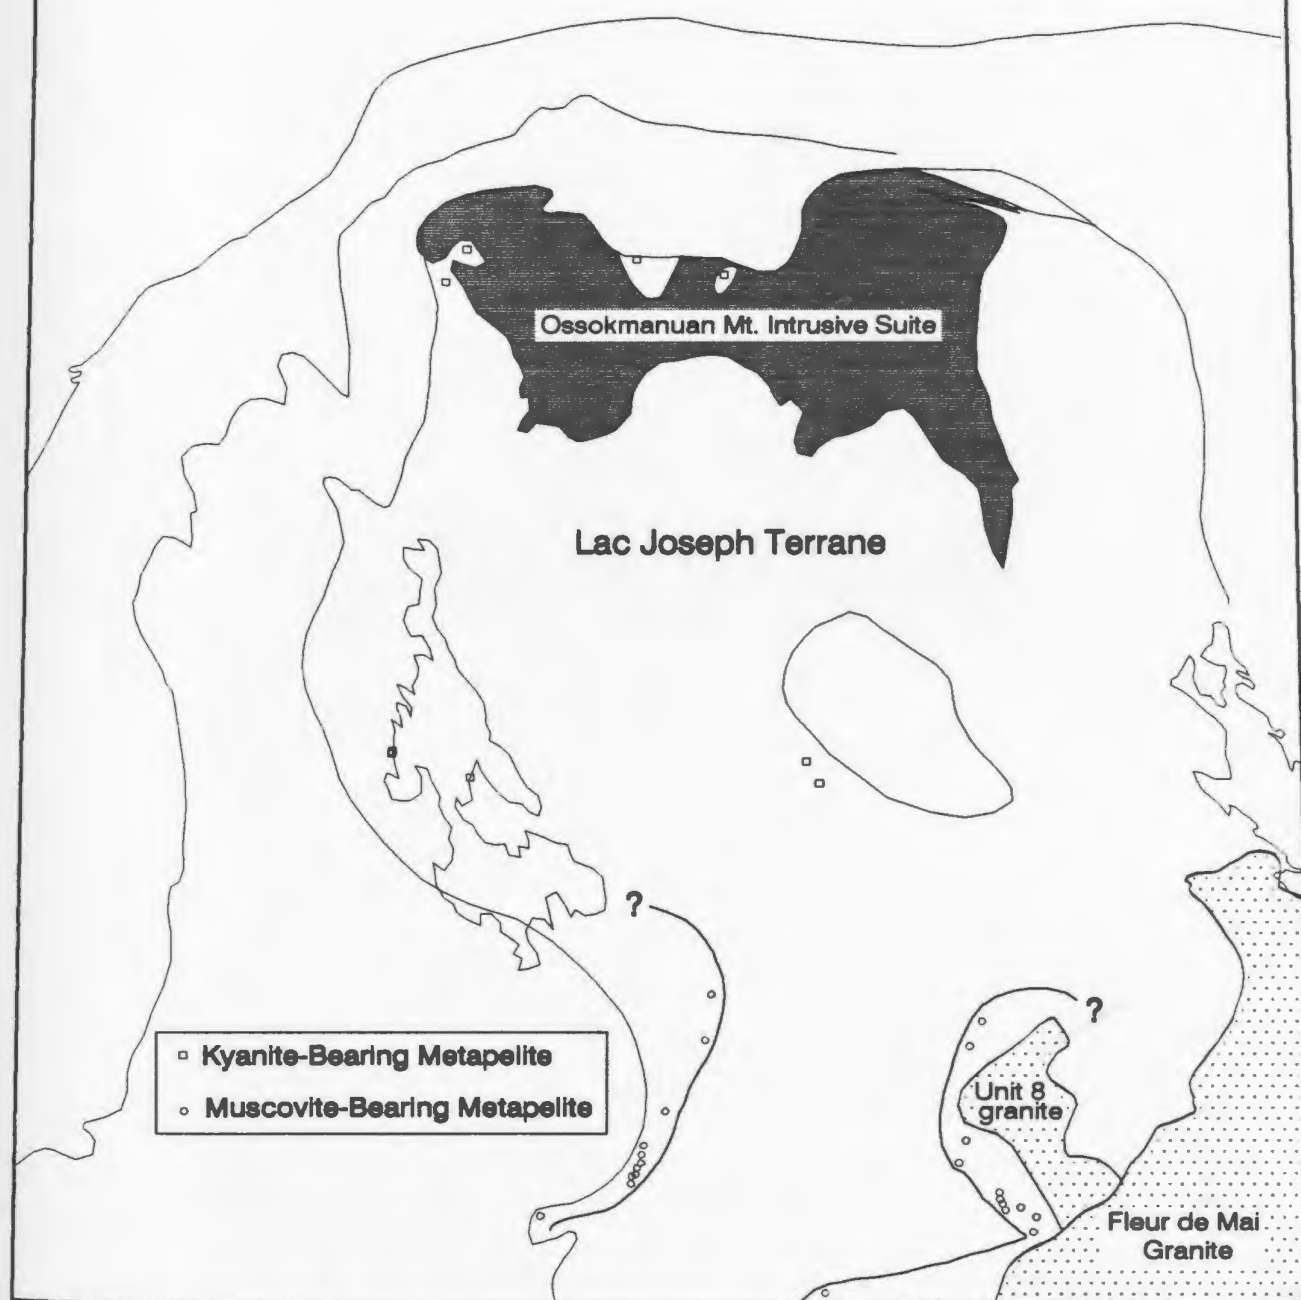 Ossokmanuan Mt. Intrusive Suite
Lac Joseph Terrane
?
?
Kyanite-Bearing Metapelite
Muscovite-Bearing Metapelite
Unit 8
granite
Fleur de Mai
Granite